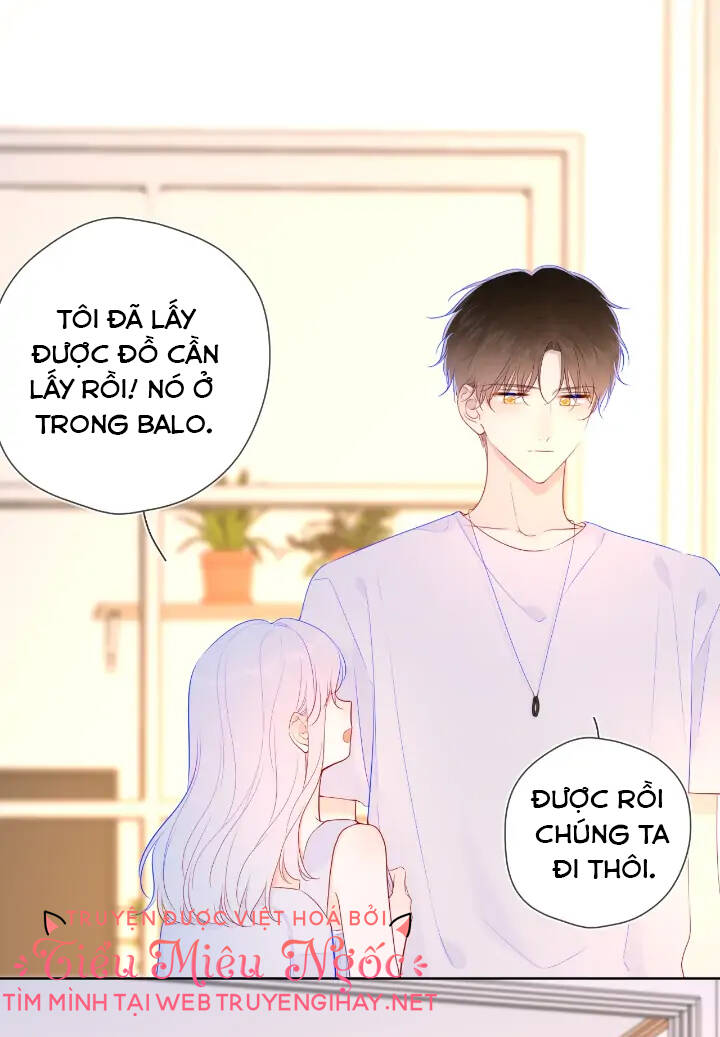 TÔI ĐÃ LẤY
ĐƯỢC ĐỒ CẦN
LẤY RỒI! NÓ Ở
TRONG BALO.
ĐƯỢC RỒI
CHÚNG TA
ĐI THÔI.
TRUYỆN ĐƯỢC VIỆT HOÁ BỞI
Tiểu Miêu Ngốc
TÌM MÌNH TẠI WEB TRUYENGIHAY.NET